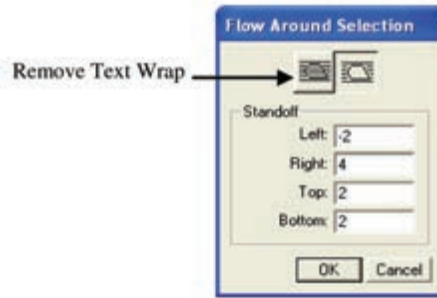 Flow Around Selection
Remove Text Wrap
Standoff
Left: -2
Right: 4
Top: 2
Bottom: 2
OK Cancel